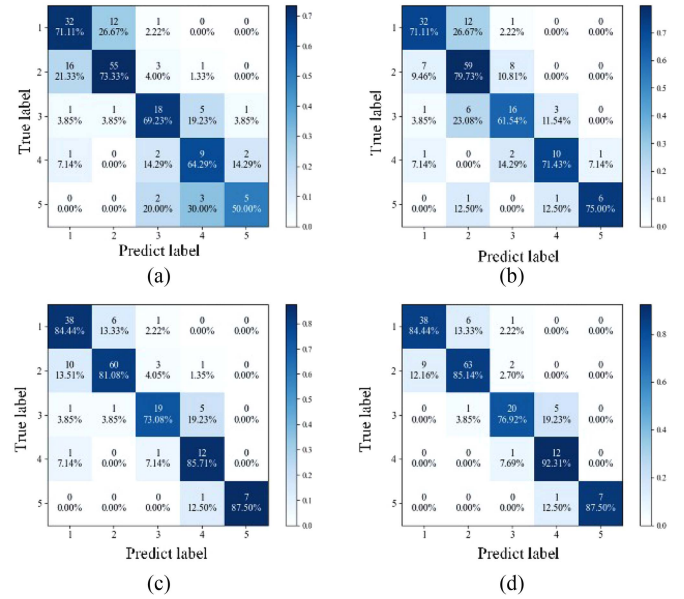 32 12 1 0 0
1 71.11% 26.67% 2.22% 0.00% 0.00%
16 55 3 1 0
2 21.33% 73.33% 4.00% 1.33% 0.00%
1 1 18 5 1
3 3.85% 3.85% 69.23% 19.23% 3.85%
1 0 2 9 2
4 7.14% 0.00% 14.29% 64.29% 14.29%
0 0 2 3 5
5 0.00% 0.00% 20.00% 30.00% 50.00%
1 2 3 4 5
True label
Predict label
0.7
0.6
0.5
0.4
0.3
0.2
0.1
0.0
(a)
32 12 1 0 0
1 71.11% 26.67% 2.22% 0.00% 0.00%
7 59 8 0 0
2 9.46% 79.73% 10.81% 0.00% 0.00%
1 6 16 3 0
3 3.85% 23.08% 61.54% 11.54% 0.00%
1 0 2 10 1
4 7.14% 0.00% 14.29% 71.43% 7.14%
0 1 0 1 6
5 0.00% 12.50% 0.00% 12.50% 75.00%
1 2 3 4 5
True label
Predict label
0.7
0.6
0.5
0.4
0.3
0.2
0.1
0.0
(b)
38 6 1 0 0
1 84.44% 13.33% 2.22% 0.00% 0.00%
10 60 3 1 0
2 13.51% 81.08% 4.05% 1.35% 0.00%
1 1 19 5 0
3 3.85% 3.85% 73.08% 19.23% 0.00%
1 0 1 12 0
4 7.14% 0.00% 7.14% 85.71% 0.00%
0 0 0 1 7
5 0.00% 0.00% 0.00% 12.50% 87.50%
1 2 3 4 5
True label
Predict label
0.8
0.7
0.6
0.5
0.4
0.3
0.2
0.1
0.0
(c)
38 6 1 0 0
1 84.44% 13.33% 2.22% 0.00% 0.00%
9 63 2 0 0
2 12.16% 85.14% 2.70% 0.00% 0.00%
0 1 20 5 0
3 0.00% 3.85% 76.92% 19.23% 0.00%
0 0 1 12 0
4 0.00% 0.00% 7.69% 92.31% 0.00%
0 0 0 1 7
5 0.00% 0.00% 0.00% 12.50% 87.50%
1 2 3 4 5
True label
Predict label
0.8
0.6
0.4
0.2
0.0
(d)